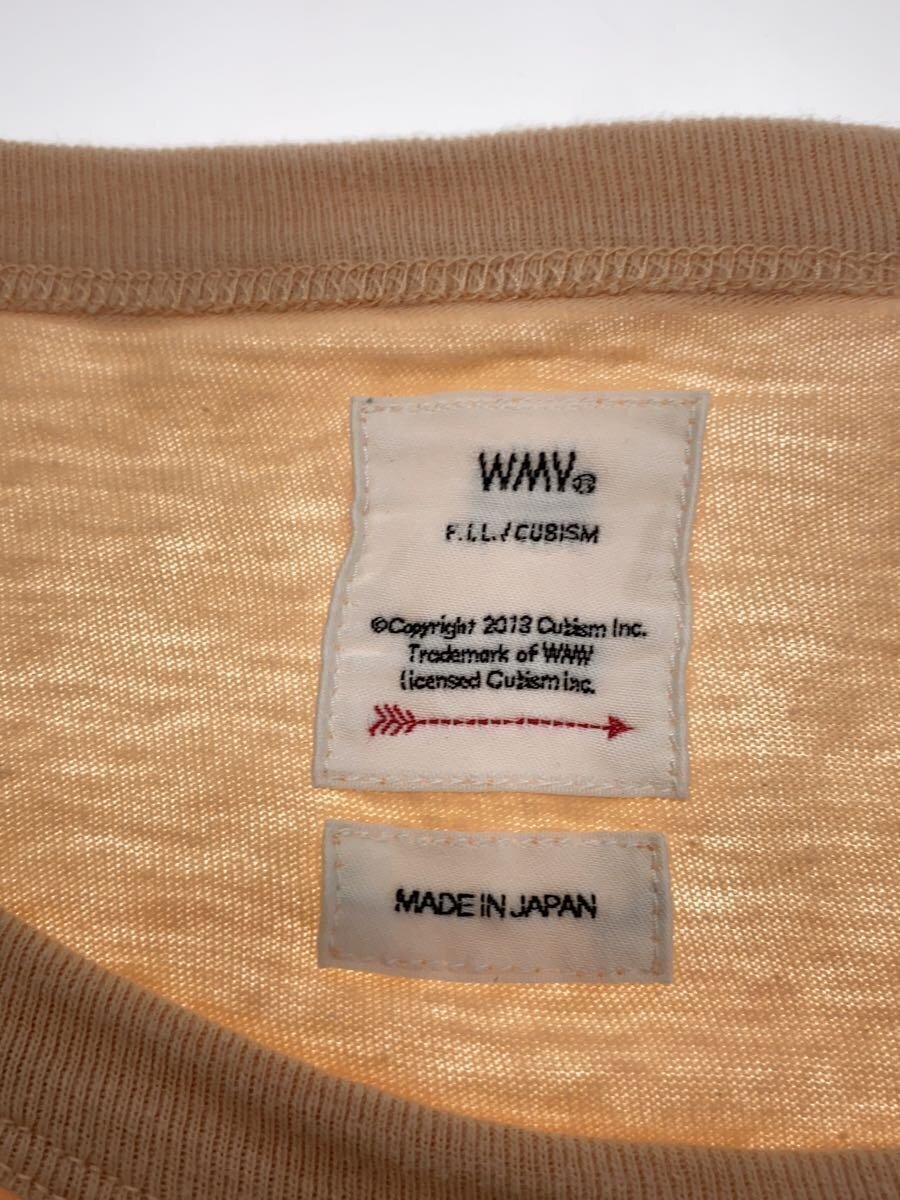 WMV®
F.I.L./CUBISM
©Copyright 2013 Cubism Inc.
Trademark of WMV
licensed Cubism inc.
MADE IN JAPAN